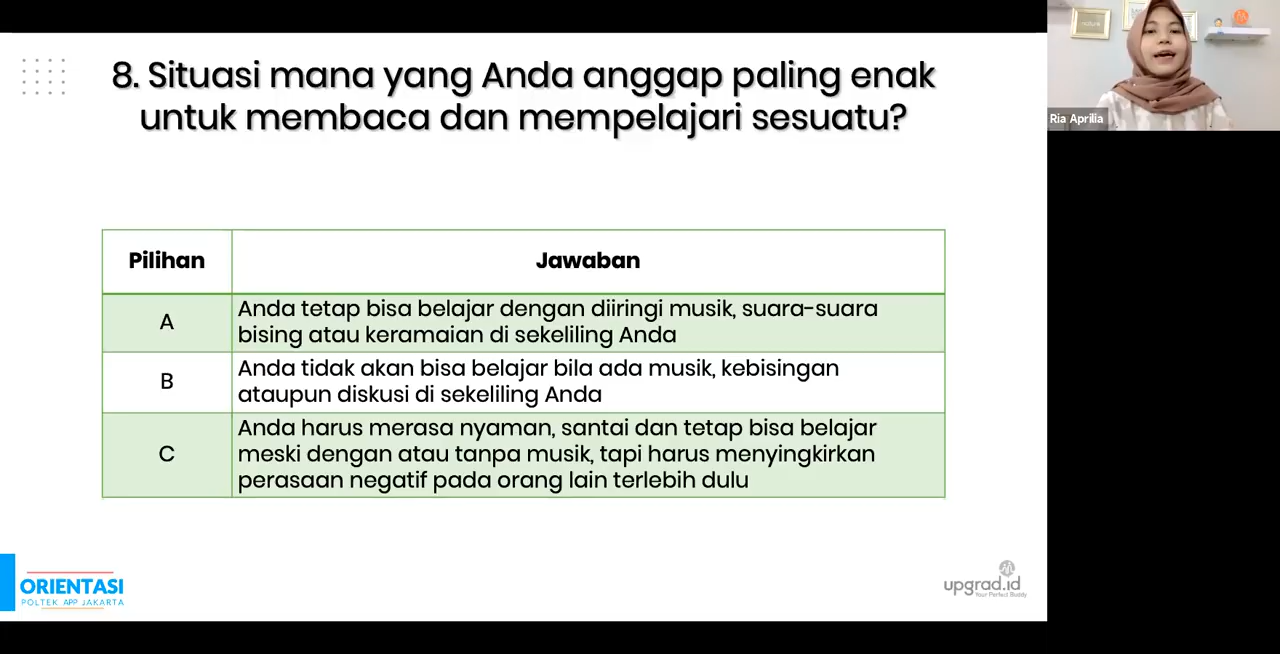 8. Situasi mana yang Anda anggap paling enak
untuk membaca dan mempelajari sesuatu?
Pilihan
Jawaban
A
Anda tetap bisa belajar dengan diiringi musik, suara-suara
bising atau keramaian di sekeliling Anda
B
Anda tidak akan bisa belajar bila ada musik, kebisingan
ataupun diskusi di sekeliling Anda
C
Anda harus merasa nyaman, santai dan tetap bisa belajar
meski dengan atau tanpa musik, tapi harus menyingkirkan
perasaan negatif pada orang lain terlebih dulu
ORIENTASI
POLTEK APP JAKARTA
upgrad.id
Your Perfect Buddy
Ria Aprilia